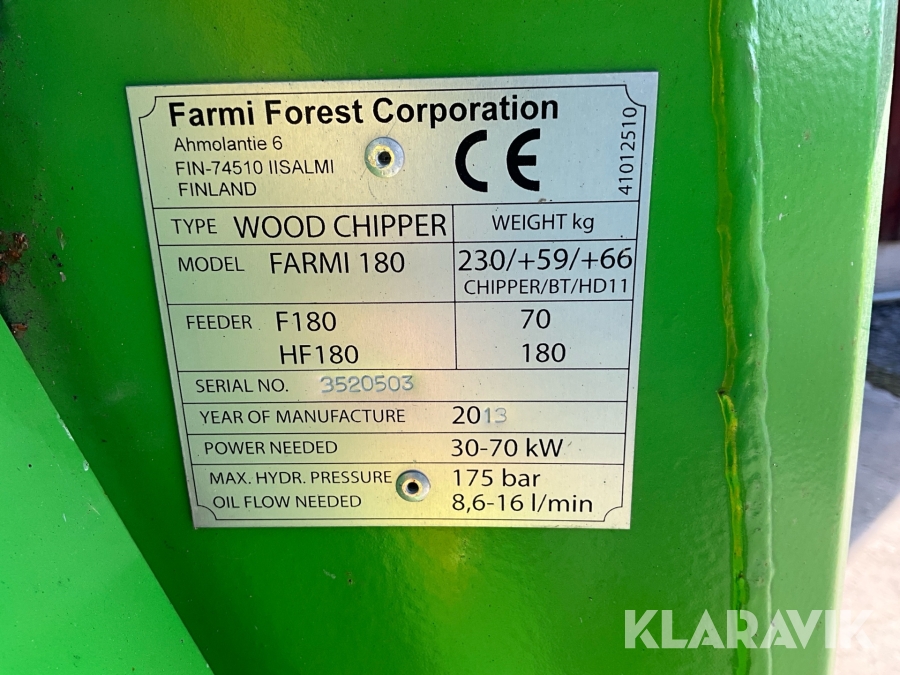 Farmi Forest Corporation
Ahmolantie 6
FIN-74510 IISALMI
FINLAND
CE
41012510
TYPE WOOD CHIPPER WEIGHT kg
MODEL FARMI 180 230/+59/+66
CHIPPER/BT/HD11
FEEDER F180 70
HF180 180
SERIAL NO. 3520503
YEAR OF MANUFACTURE 2013
POWER NEEDED 30-70 kW
MAX. HYDR. PRESSURE 175 bar
OIL FLOW NEEDED 8,6-16 l/min
KLARAVIK